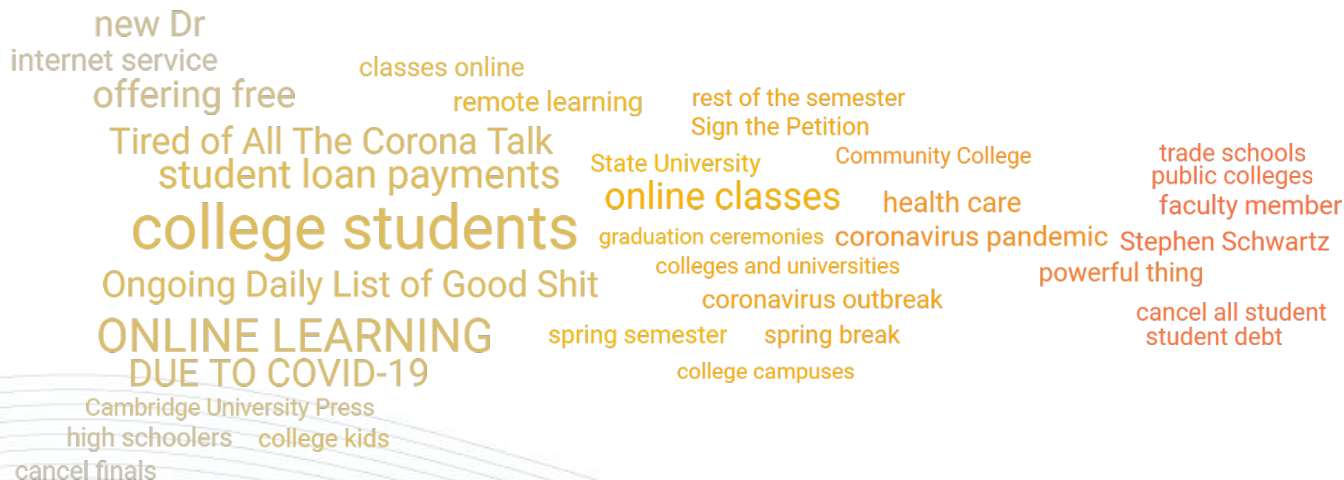 new Dr
internet service
classes online
offering free
remote learning
rest of the semester
Sign the Petition
Tired of All The Corona Talk
State University
Community College
trade schools
student loan payments
public colleges
online classes
health care
faculty member
college students
graduation ceremonies
coronavirus pandemic
Stephen Schwartz
colleges and universities
powerful thing
Ongoing Daily List of Good Shit
coronavirus outbreak
cancel all student
ONLINE LEARNING
spring semester
spring break
student debt
DUE TO COVID-19
college campuses
Cambridge University Press
high schoolers
college kids
cancel finals